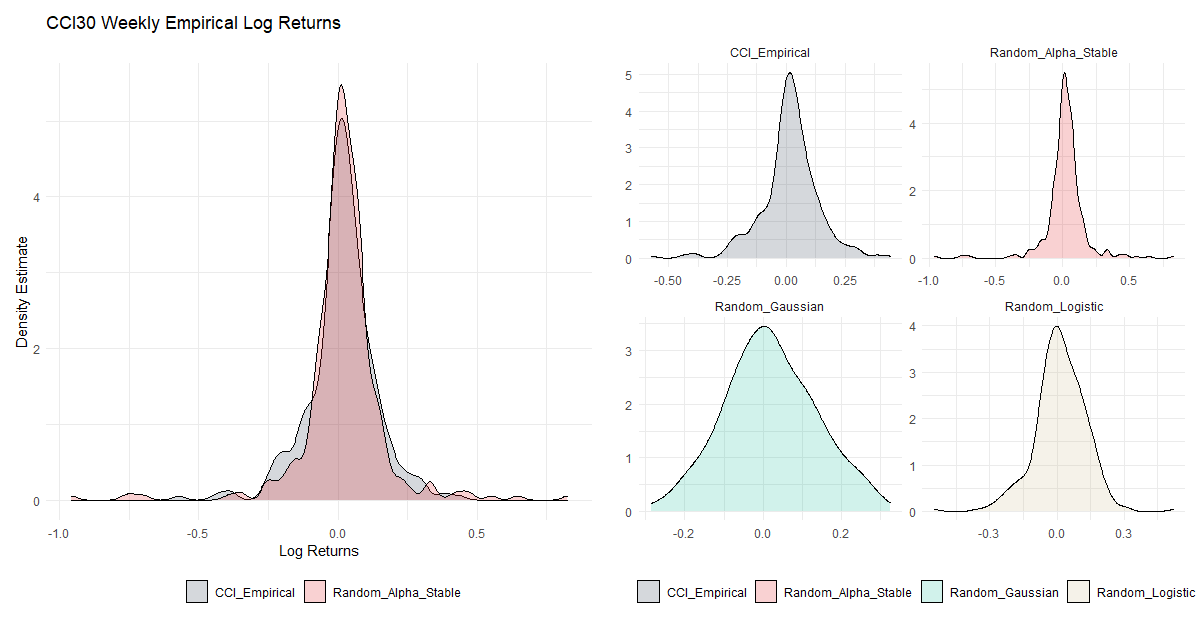 CCI30 Weekly Empirical Log Returns
Density Estimate
4
2
0
-1.0 -0.5 0.0 0.5
Log Returns
CCI_Empirical Random_Alpha_Stable
CCI_Empirical Random_Alpha_Stable
5
4
3
2
1
0
-0.50 -0.25 0.00 0.25
4
2
0
-1.0 -0.5 0.0 0.5
Random_Gaussian Random_Logistic
3
2
1
0
-0.2 0.0 0.2
4
3
2
1
0
-0.3 0.0 0.3
CCI_Empirical Random_Alpha_Stable Random_Gaussian Random_Logistic